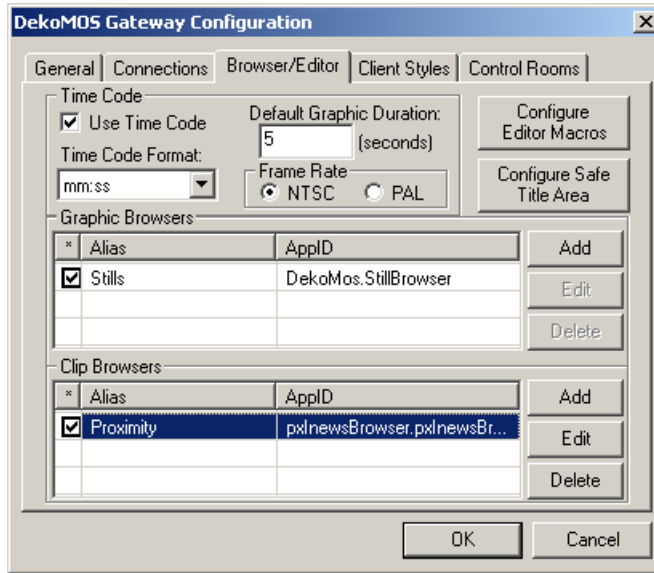 DekoMOS Gateway Configuration
General Connections Browser/Editor Client Styles Control Rooms
Time Code
Use Time Code
Time Code Format:
mm:ss
Default Graphic Duration:
5 (seconds)
Frame Rate
NTSC PAL
Configure
Editor Macros
Configure Safe
Title Area
Graphic Browsers
* Alias AppID
Stills DekoMos.StillBrowser
Add
Edit
Delete
Clip Browsers
* Alias AppID
Proximity pxlnewsBrowser.pxlnewsBr...
Add
Edit
Delete
OK Cancel